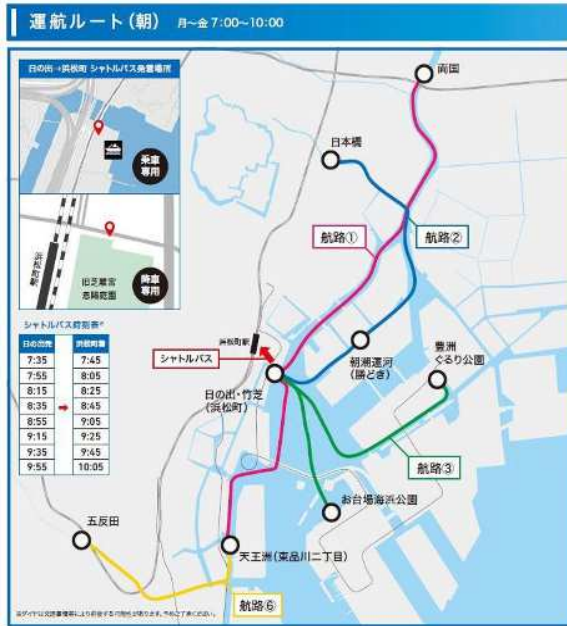 運航ルート(朝) 月~金 7:00~10:00
日の出→浜松町 シャトルバス発着場所
乗車
専用
浜松町駅
旧芝離宮
恩賜庭園
降車
専用
シャトルバス時刻表※
日の出発 浜松町着
7:35 7:45
7:55 8:05
8:15 8:25
8:35 ➡ 8:45
8:55 9:05
9:15 9:25
9:35 9:45
9:55 10:05
両国
日本橋
航路①
航路②
浜松町駅
シャトルバス
日の出・竹芝
(浜松町)
朝潮運河
(勝どき)
豊洲
ぐるり公園
航路③
お台場海浜公園
五反田
天王洲(東品川二丁目)
航路⑥